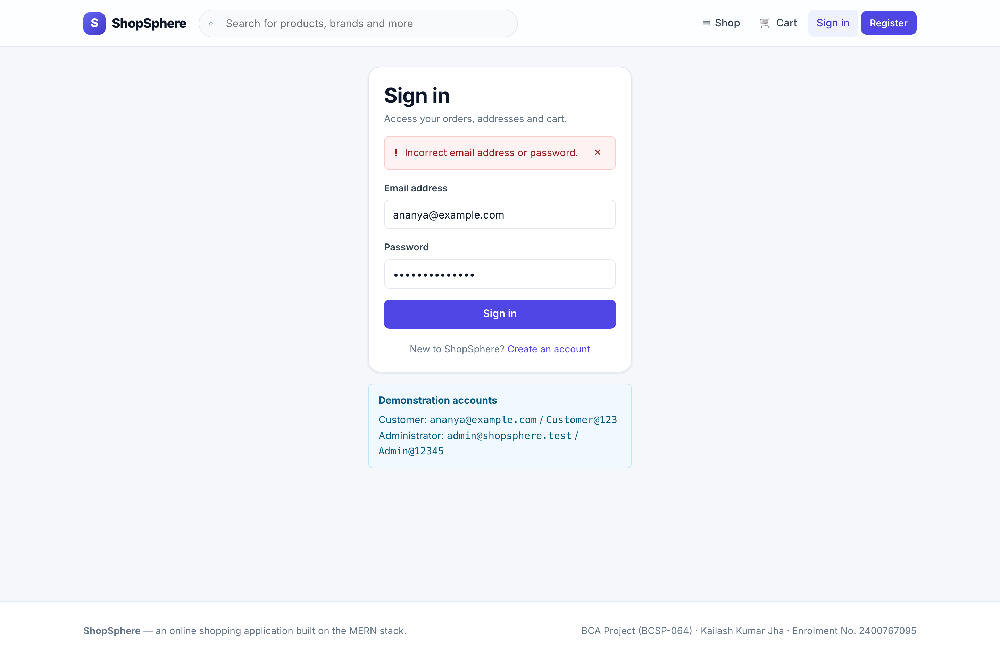 S ShopSphere
Search for products, brands and more
Shop
Cart
Sign in
Register
Sign in
Access your orders, addresses and cart.
! Incorrect email address or password. ✕
Email address
ananya@example.com
Password
••••••••••••••
Sign in
New to ShopSphere? Create an account
Demonstration accounts
Customer: ananya@example.com / Customer@123
Administrator: admin@shopsphere.test /
Admin@12345
ShopSphere — an online shopping application built on the MERN stack.
BCA Project (BCSP-064) · Kailash Kumar Jha · Enrolment No. 2400767095